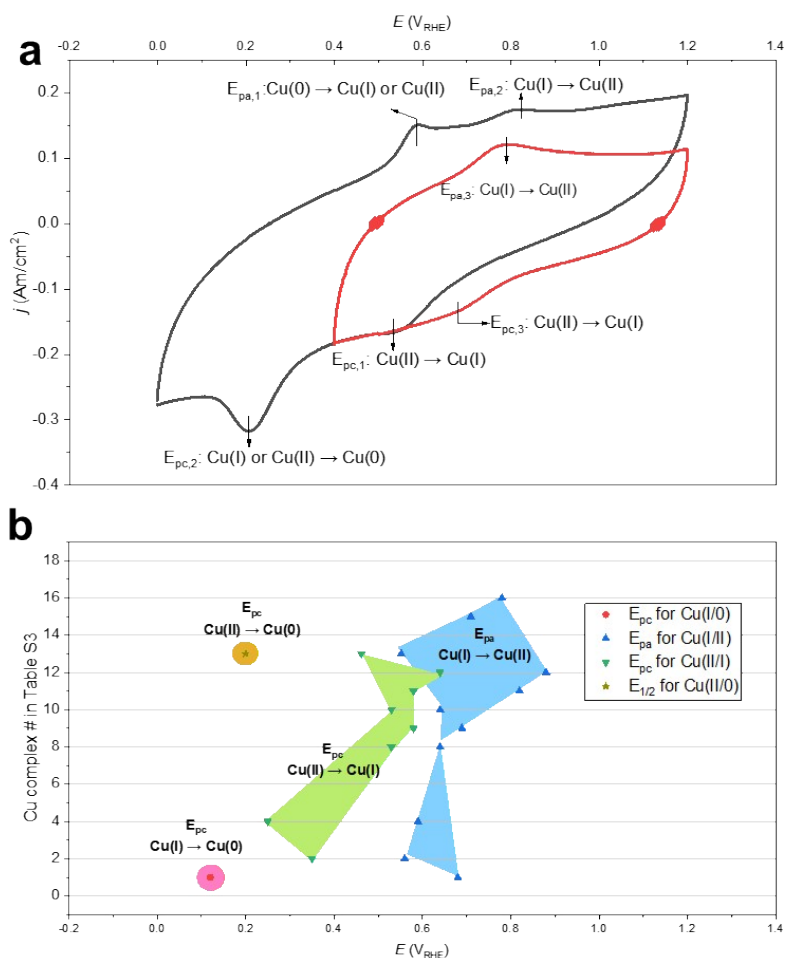 a
E (V_RHE)
-0.2 0.0 0.2 0.4 0.6 0.8 1.0 1.2 1.4
j (Am/cm²)
0.2
0.1
0.0
-0.1
-0.2
-0.3
-0.4
E_pa,1:Cu(0) → Cu(I) or Cu(II)
E_pa,2: Cu(I) → Cu(II)
E_pa,3: Cu(I) → Cu(II)
E_pc,3: Cu(II) → Cu(I)
E_pc,1: Cu(II) → Cu(I)
E_pc,2: Cu(I) or Cu(II) → Cu(0)
b
Cu complex # in Table S3
18
16
14
12
10
8
6
4
2
0
E_pc
Cu(II) → Cu(0)
E_pa
Cu(I) → Cu(II)
E_pc
Cu(II) → Cu(I)
E_pc
Cu(I) → Cu(0)
E_pc for Cu(I/0)
E_pa for Cu(I/II)
E_pc for Cu(II/I)
E_1/2 for Cu(II/0)
-0.2 0.0 0.2 0.4 0.6 0.8 1.0 1.2 1.4
E (V_RHE)